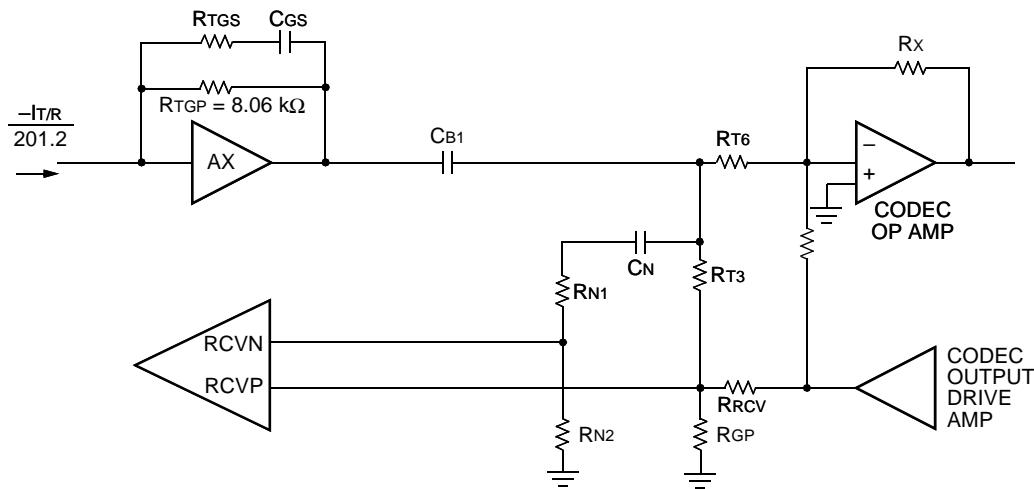 RTGS
CGS
RX
RTGP = 8.06 kΩ
–IT/R
201.2
CB1
RT6
AX
–
+
CODEC
OP AMP
CN
RT3
RN1
RCVN
RCVP
CODEC
OUTPUT
DRIVE
AMP
RRCV
RN2
RGP